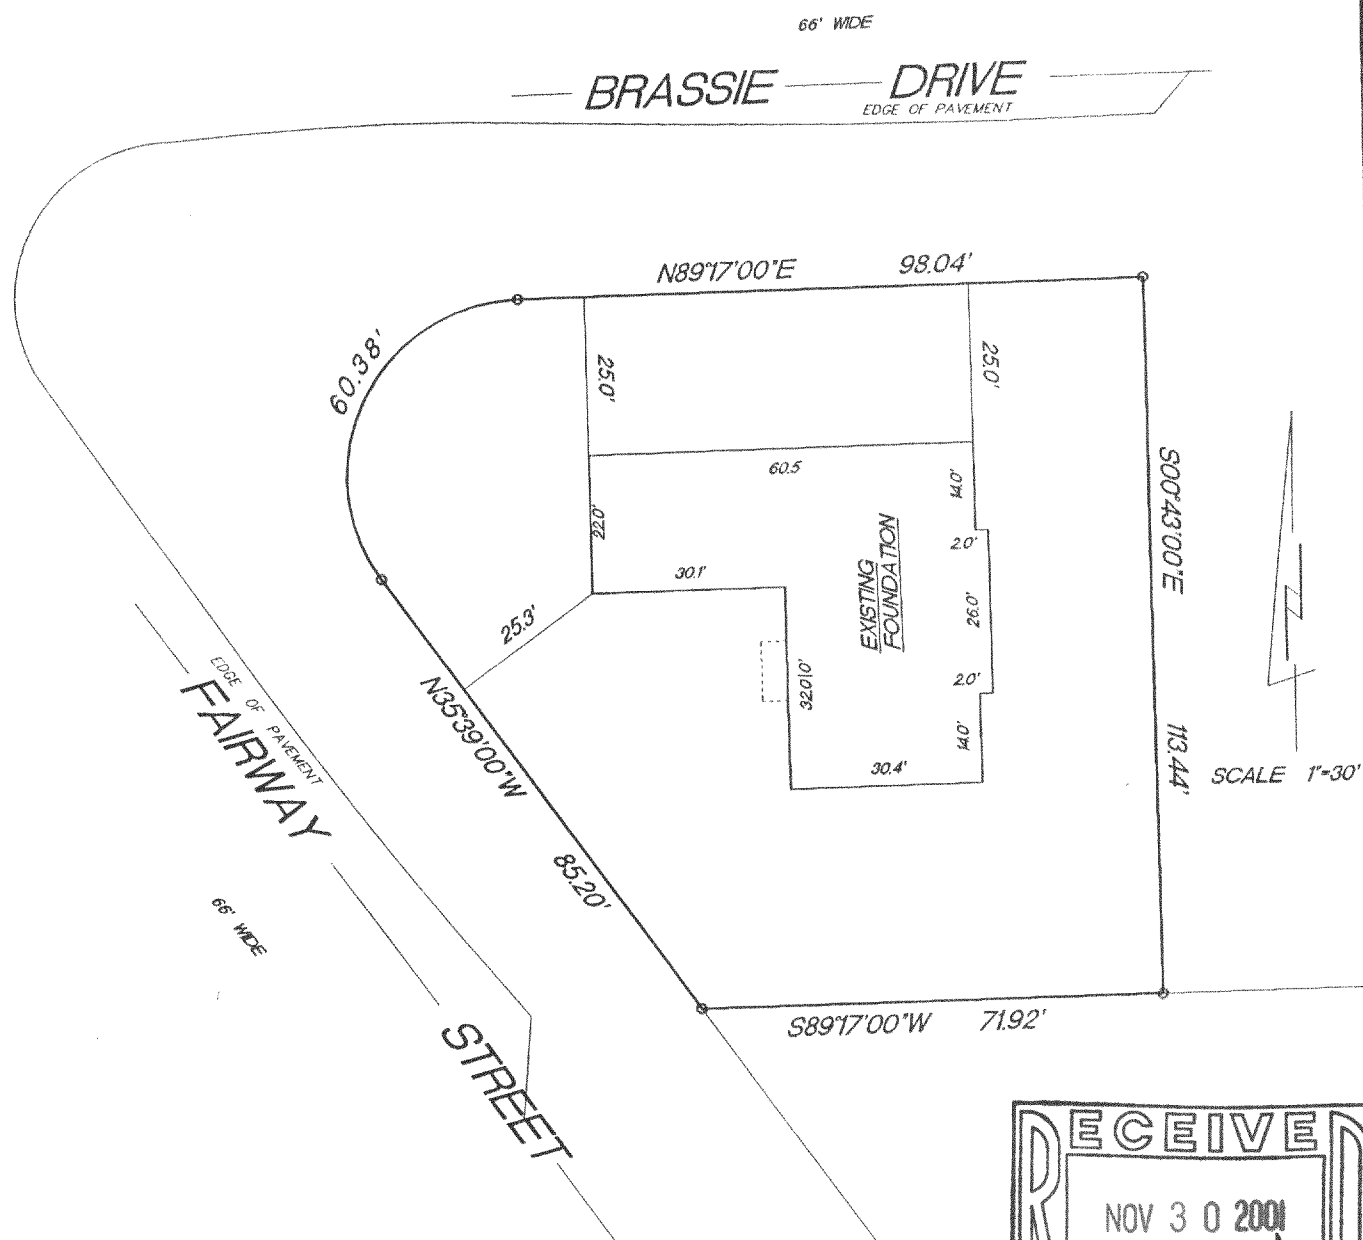 66' WIDE
BRASSIE DRIVE
EDGE OF PAVEMENT
N89°17'00"E 98.04'
60.38'
25.0'
25.0'
60.5
14.0'
22.0'
2.0'
EXISTING
FOUNDATION
S00°43'00"E
30.1'
26.0'
25.3'
2.0'
32.0'
14.0'
30.4'
N35°39'00"W
113.44'
SCALE 1"=30'
EDGE OF PAVEMENT
FAIRWAY
85.20'
66' WIDE
S89°17'00"W 71.92'
STREET
RECEIVED
NOV 30 2001